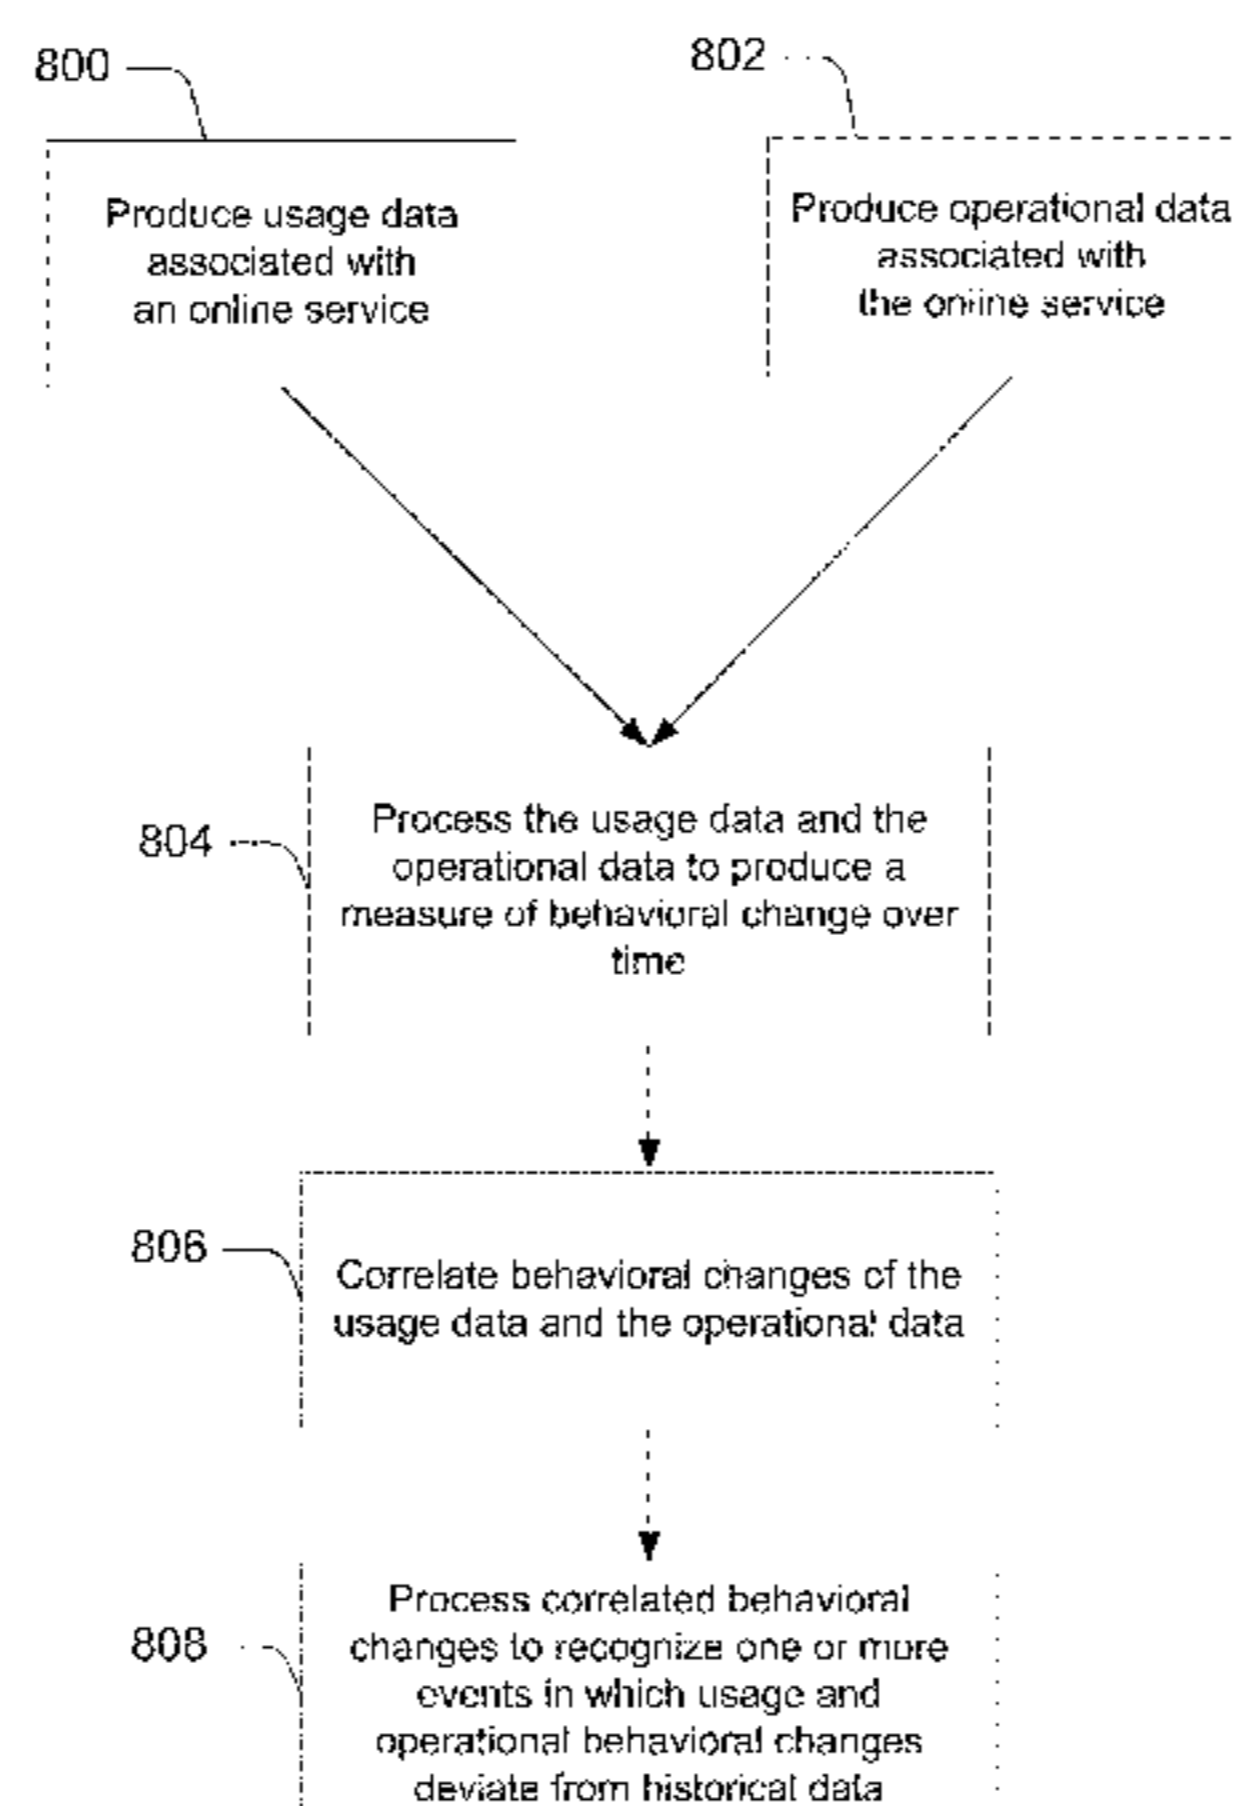 800
802
Produce usage data
associated with
an online service
Produce operational data
associated with
the online service
804
Process the usage data and the
operational data to produce a
measure of behavioral change over
time
806
Correlate behavioral changes of the
usage data and the operational data
808
Process correlated behavioral
changes to recognize one or more
events in which usage and
operational behavioral changes
deviate from historical data